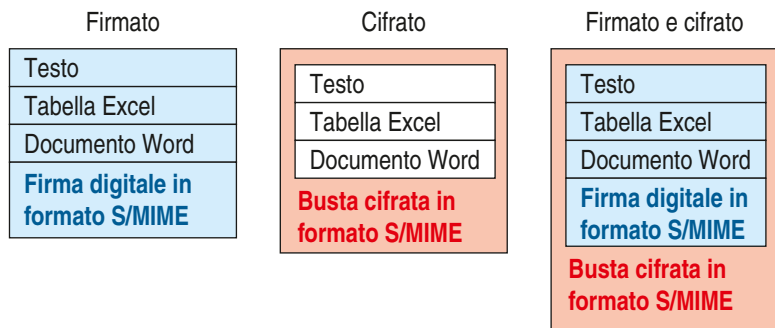 Firmato
Testo
Tabella Excel
Documento Word
Firma digitale in
formato S/MIME
Cifrato
Testo
Tabella Excel
Documento Word
Busta cifrata in
formato S/MIME
Firmato e cifrato
Testo
Tabella Excel
Documento Word
Firma digitale in
formato S/MIME
Busta cifrata in
formato S/MIME